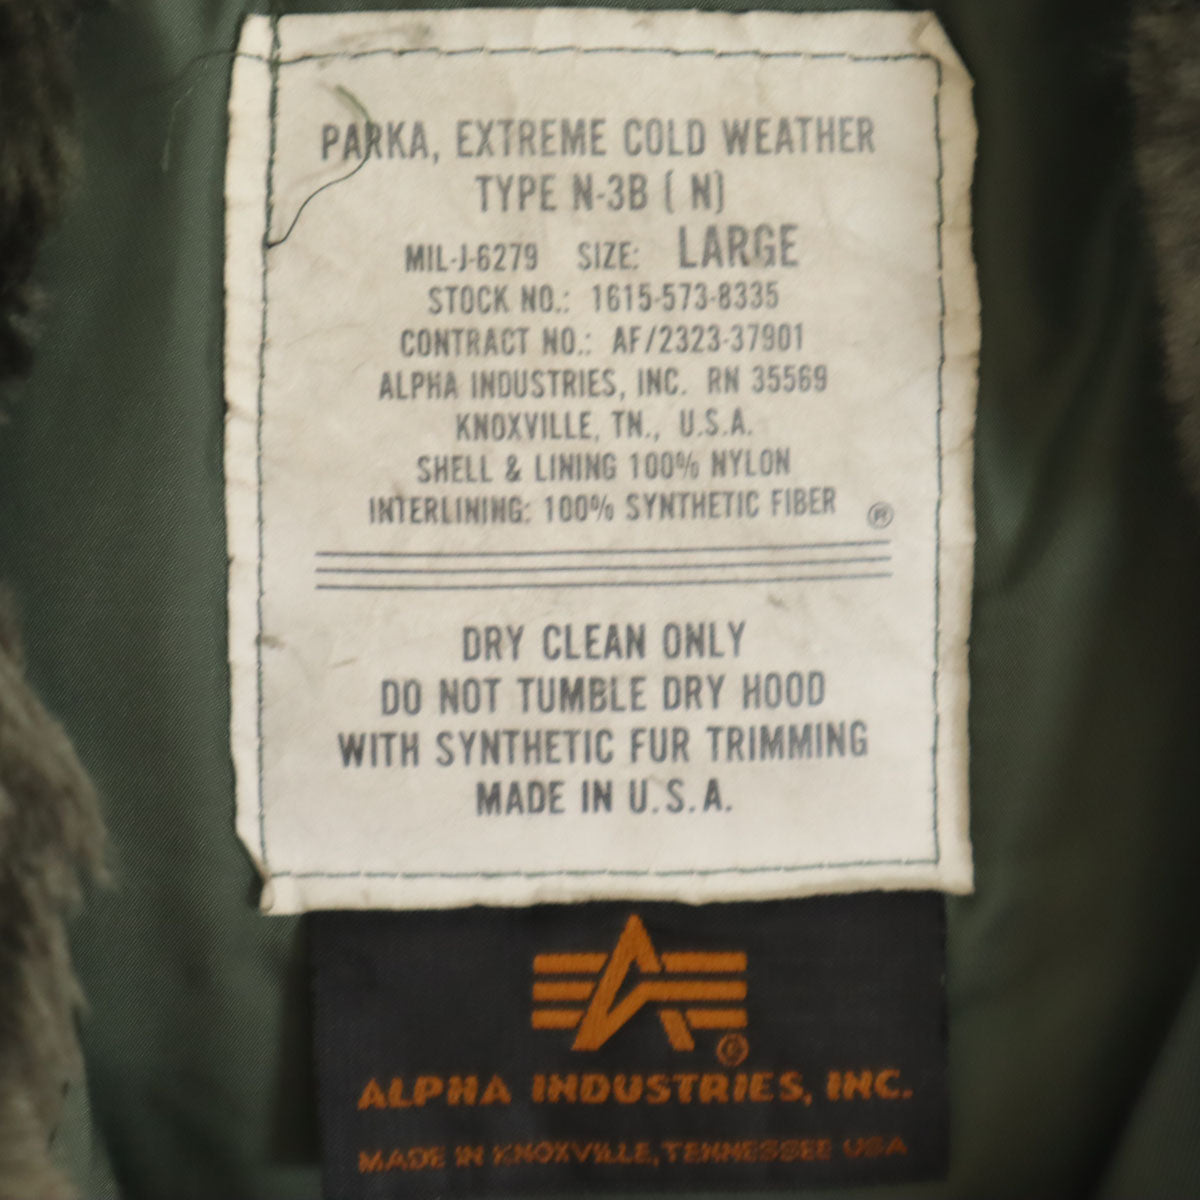 PARKA, EXTREME COLD WEATHER
TYPE N-3B ( N)
MIL-J-6279 SIZE: LARGE
STOCK NO.: 1615-573-8335
CONTRACT NO.: AF/2323-37901
ALPHA INDUSTRIES, INC. RN 35569
KNOXVILLE, TN., U.S.A.
SHELL & LINING 100% NYLON
INTERLINING: 100% SYNTHETIC FIBER ®
DRY CLEAN ONLY
DO NOT TUMBLE DRY HOOD
WITH SYNTHETIC FUR TRIMMING
MADE IN U.S.A.
®
ALPHA INDUSTRIES, INC.
MADE IN KNOXVILLE, TENNESSEE USA